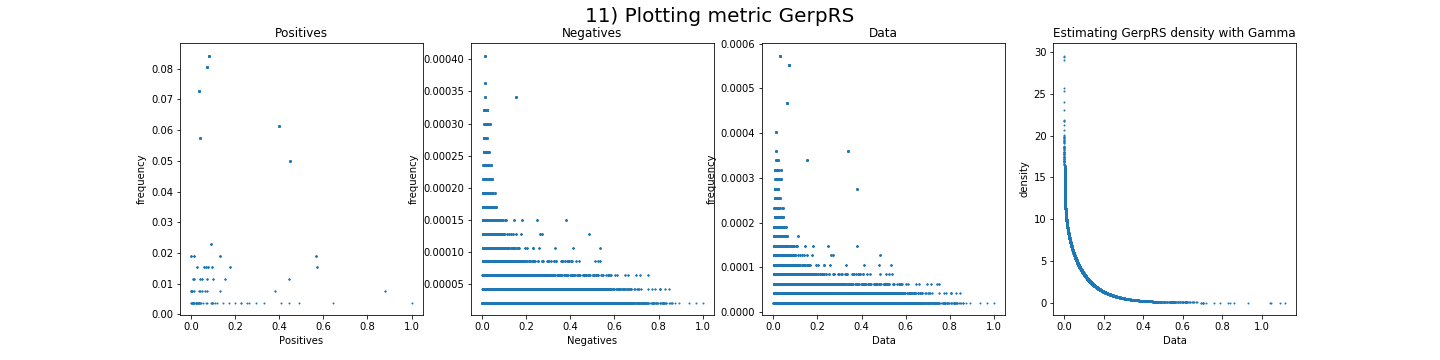 11) Plotting metric GerpRS
Positives
Negatives
Data
Estimating GerpRS density with Gamma
frequency
0.08
0.07
0.06
0.05
0.04
0.03
0.02
0.01
0.00
0.0 0.2 0.4 0.6 0.8 1.0
Positives
frequency
0.00040
0.00035
0.00030
0.00025
0.00020
0.00015
0.00010
0.00005
0.0 0.2 0.4 0.6 0.8 1.0
Negatives
frequency
0.0006
0.0005
0.0004
0.0003
0.0002
0.0001
0.0000
0.0 0.2 0.4 0.6 0.8 1.0
Data
density
30
25
20
15
10
5
0
0.0 0.2 0.4 0.6 0.8 1.0
Data